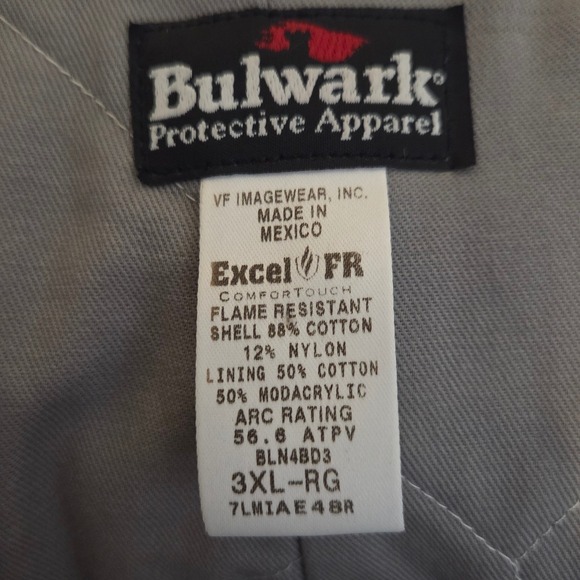 Bulwark®
Protective Apparel
VF IMAGEWEAR, INC.
MADE IN
MEXICO
Excel FR
COMFORTOUCH
FLAME RESISTANT
SHELL 88% COTTON
12% NYLON
LINING 50% COTTON
50% MODACRYLIC
ARC RATING
56.6 ATPV
BLN4BD3
3XL-RG
7LMIAE48R